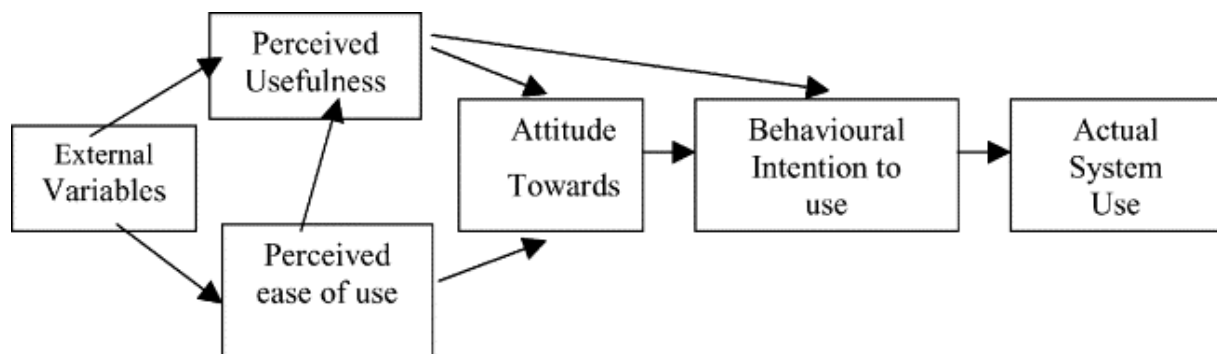 Perceived
Usefulness
External
Variables
Perceived
ease of use
Attitude
Towards
Behavioural
Intention to
use
Actual
System
Use